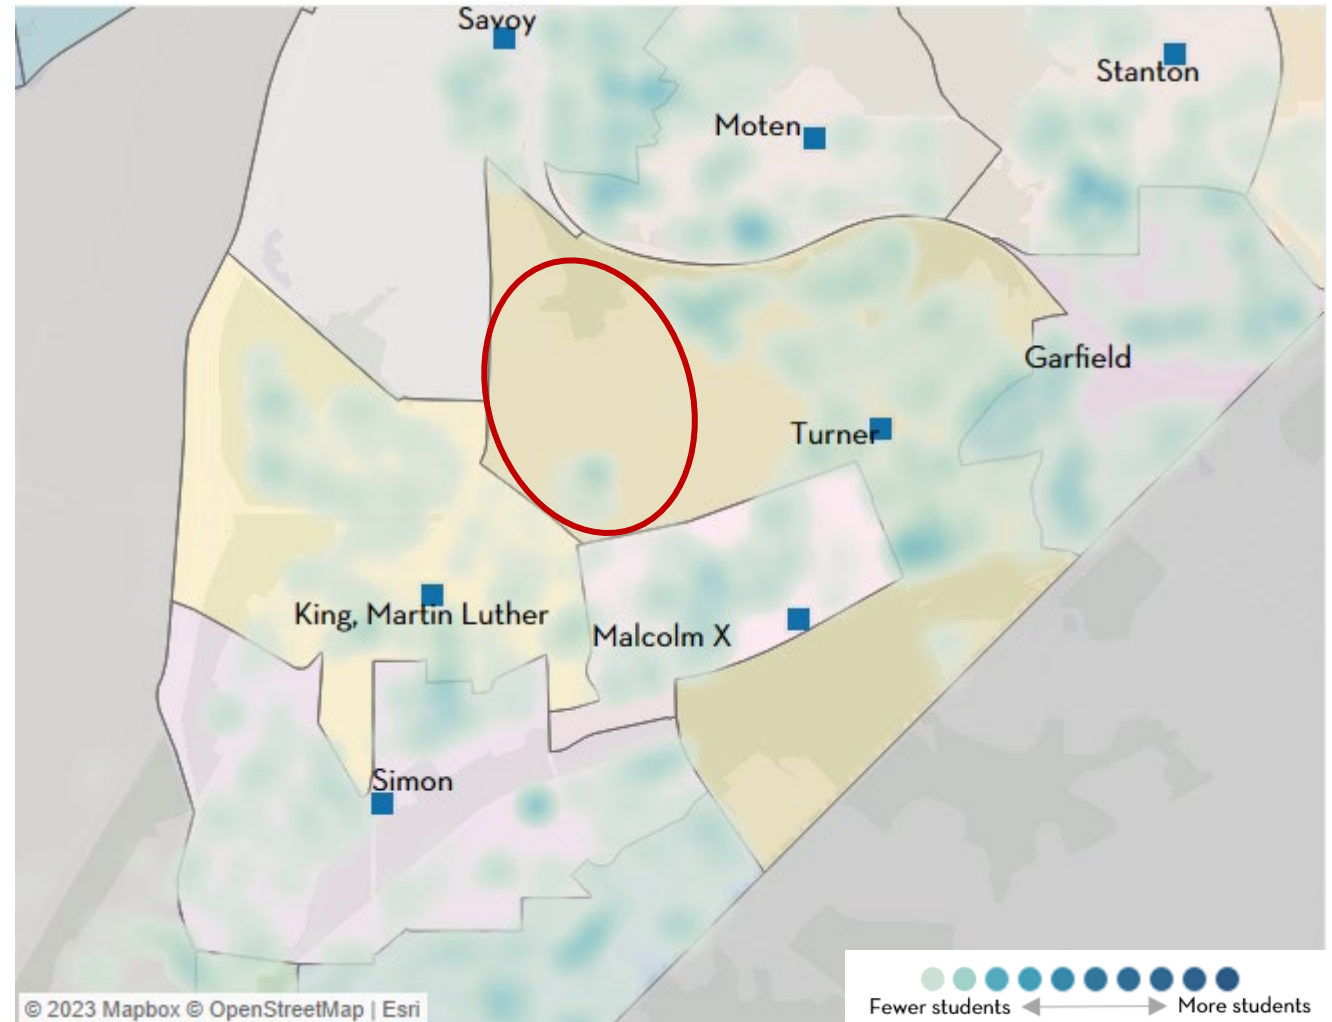 Savoy
Stanton
Moten
Garfield
Turner
King, Martin Luther
Malcolm X
Simon
© 2023 Mapbox © OpenStreetMap | Esri
Fewer students More students